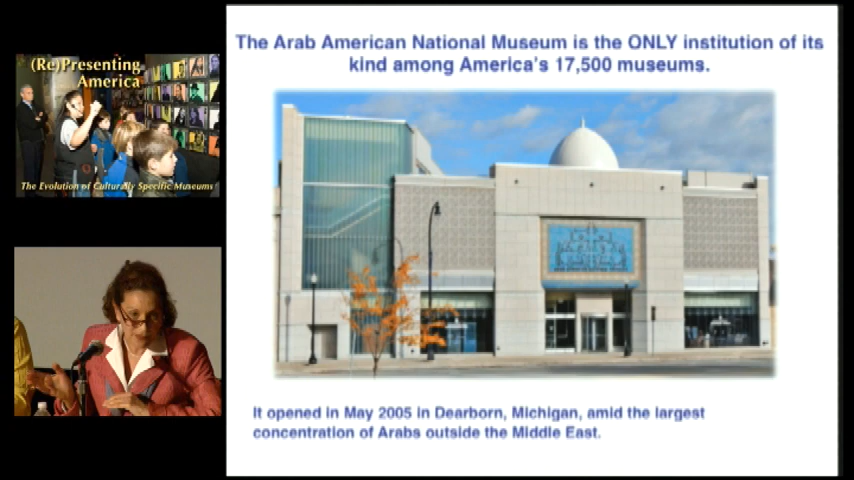 (Re)Presenting
America
The Evolution of Culturally Specific Museums
The Arab American National Museum is the ONLY institution of its
kind among America's 17,500 museums.
It opened in May 2005 in Dearborn, Michigan, amid the largest
concentration of Arabs outside the Middle East.